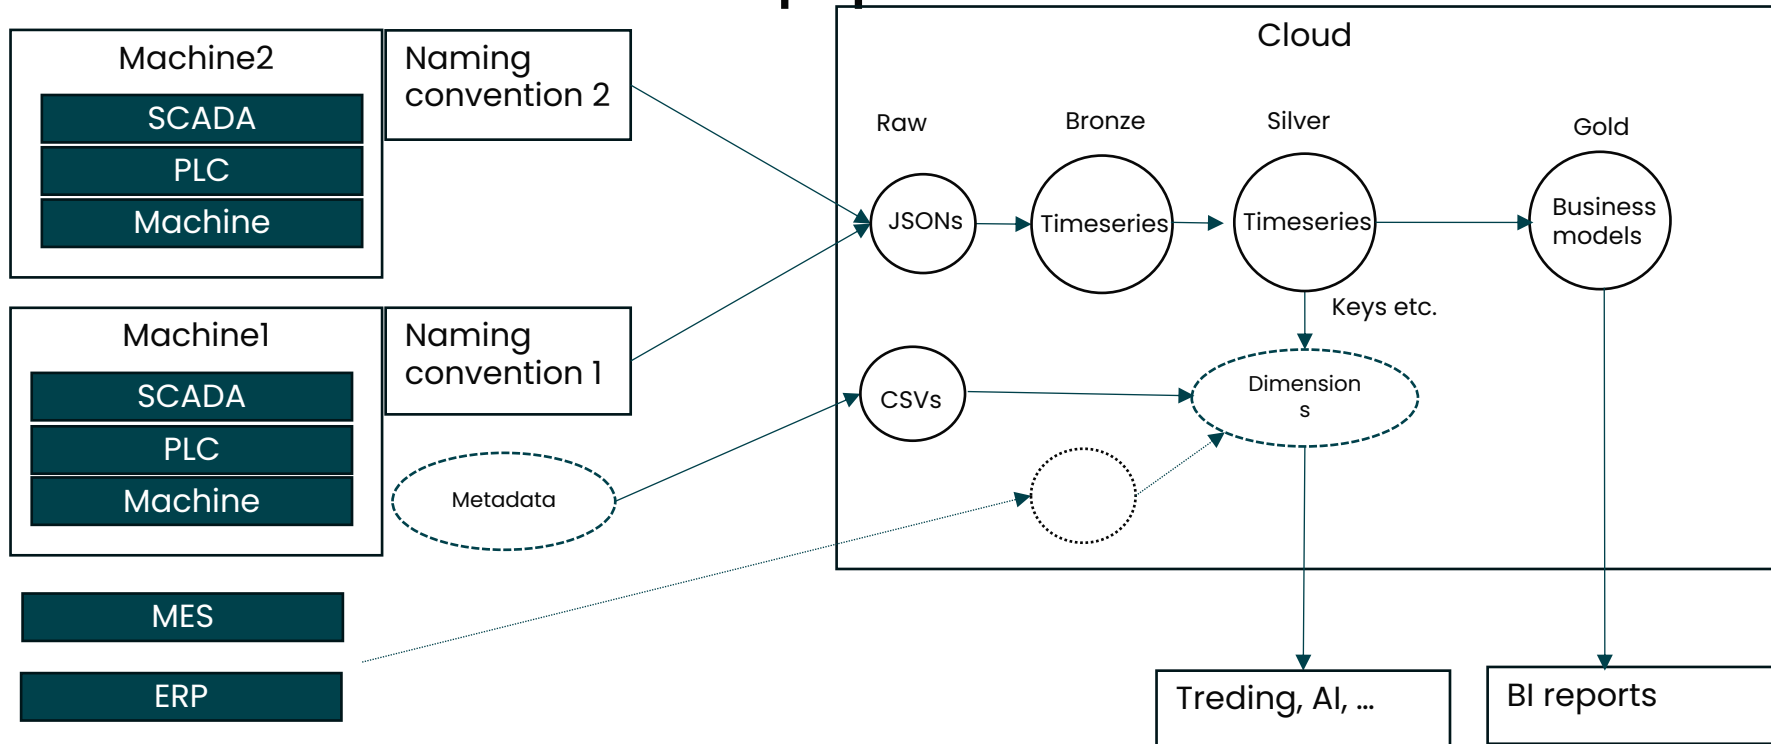 Cloud
Machine2
SCADA
PLC
Machine
Naming
convention 2
Raw
Bronze
Silver
Gold
JSONs
Timeseries
Timeseries
Business
models
Keys etc.
Machine1
SCADA
PLC
Machine
Naming
convention 1
CSVs
Dimension
s
Metadata
MES
ERP
Treding, AI, ...
BI reports